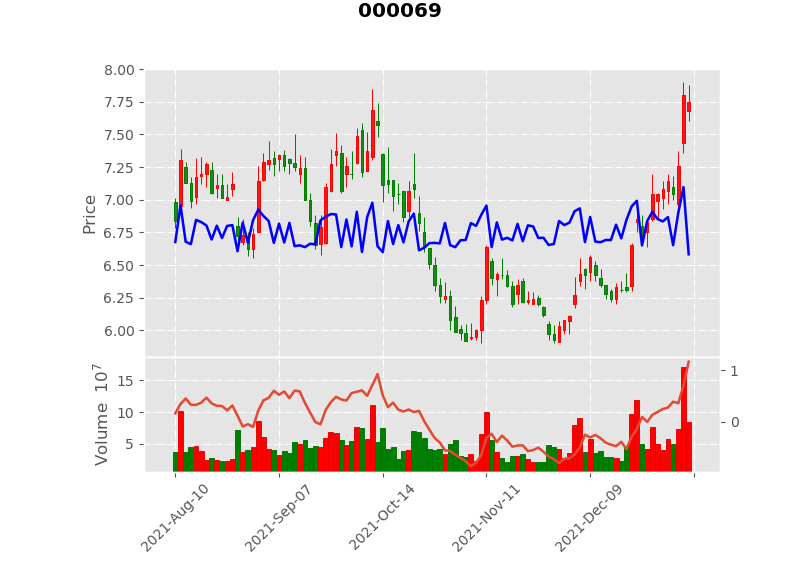 000069
Price
8.00
7.75
7.50
7.25
7.00
6.75
6.50
6.25
6.00
Volume 10^7
15
10
5
1
0
2021-Aug-10
2021-Sep-07
2021-Oct-14
2021-Nov-11
2021-Dec-09